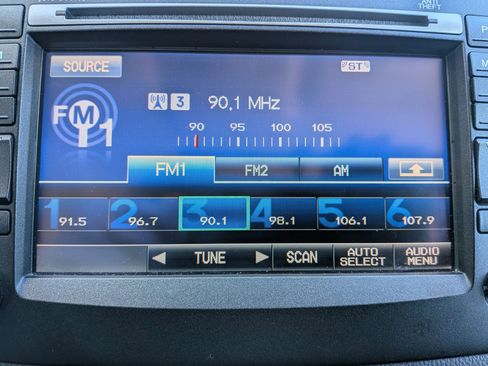 ANTI
THEFT
SOURCE
ST
FM1
3 90.1 MHz
90 95 100 105
FM1 FM2 AM
1 91.5 2 96.7 3 90.1 4 98.1 5 106.1 6 107.9
◄ TUNE ► SCAN AUTO SELECT AUDIO MENU